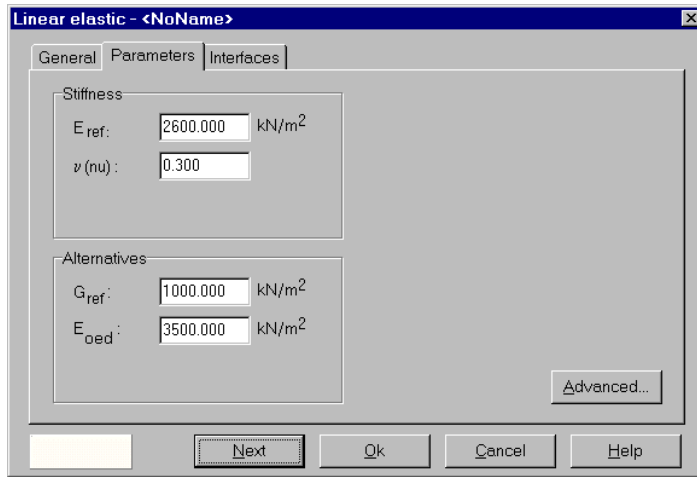 Linear elastic - <NoName>
General Parameters Interfaces
Stiffness
E ref : 2600.000 kN/m²
ν (nu) : 0.300
Alternatives
G ref : 1000.000 kN/m²
E oed : 3500.000 kN/m²
Advanced...
Next Ok Cancel Help